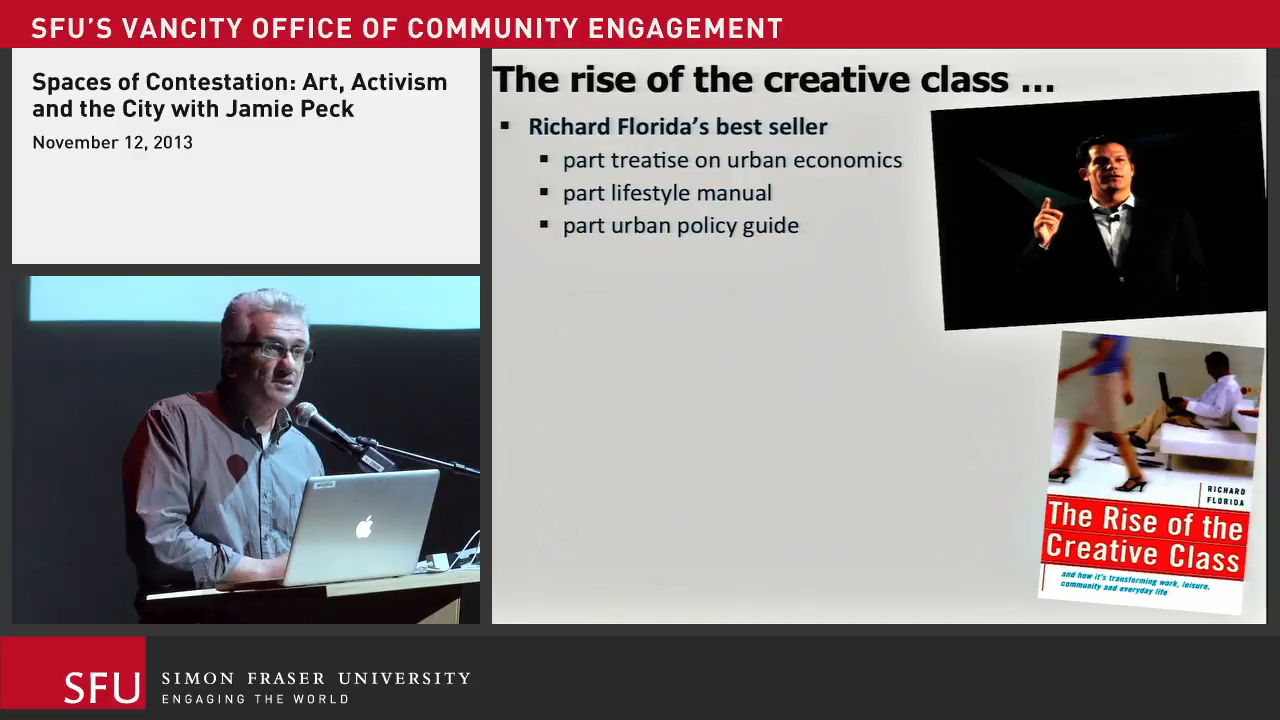 SFU'S VANCITY OFFICE OF COMMUNITY ENGAGEMENT
Spaces of Contestation: Art, Activism
and the City with Jamie Peck
November 12, 2013
The rise of the creative class ...
▪ Richard Florida's best seller
▪ part treatise on urban economics
▪ part lifestyle manual
▪ part urban policy guide
RICHARD
FLORIDA
The Rise of the
Creative Class
and how it's transforming work, leisure,
community and everyday life
SFU
SIMON FRASER UNIVERSITY
ENGAGING THE WORLD